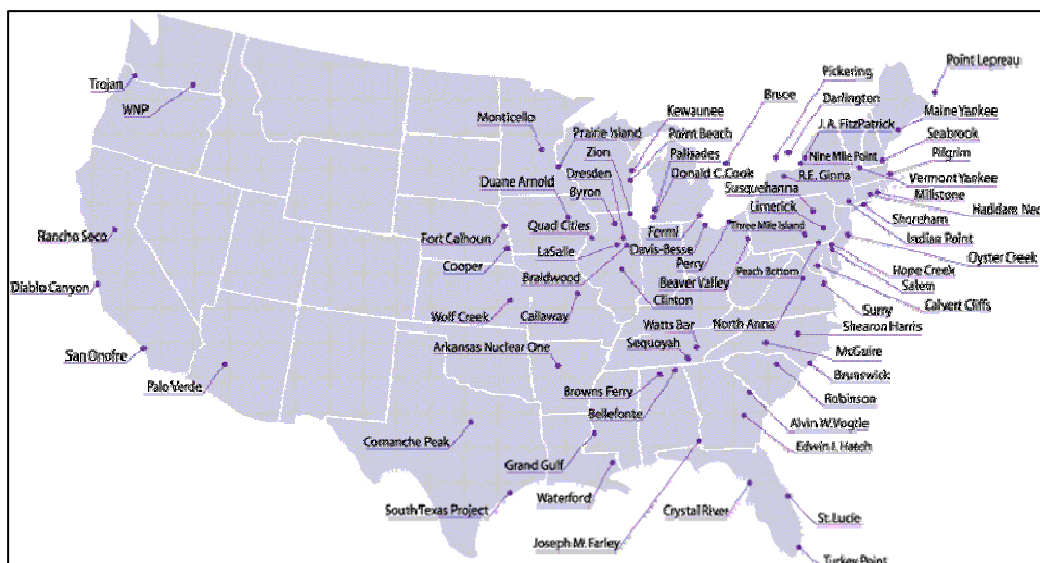 Point Lepreau
Pickering
Bruce
Darlington
Trojan
WNP
Kewaunee
Maine Yankee
Monticello
J. A. FitzPatrick
Prairie Island
Point Beach
Seabrook
Zion
Palisades
Nine Mile Point
Pilgrim
Dresden
Donald C. Cook
R.E. Ginna
Vermont Yankee
Duane Arnold
Susquehanna
Byron
Millstone
Limerick
Haddam Nec
Shoreham
Quad Cities
Fermi
Three Mile Island
Rancho Seco
Fort Calhoun
Indian Point
LaSalle
Davis-Besse
Oyster Creek
Cooper
Perry
Hope Creek
Braidwood
Peach Bottom
Beaver Valley
Salem
Diablo Canyon
Clinton
Calvert Cliffs
Wolf Creek
Callaway
Surry
Watts Bar
North Anna
Shearon Harris
Sequoyah
Arkansas Nuclear One
McGuire
San Onofre
Brunswick
Palo Verde
Browns Ferry
Robinson
Bellefonte
Alvin W. Vogtle
Comanche Peak
Edwin I. Hatch
Grand Gulf
Waterford
South Texas Project
Crystal River
St. Lucie
Joseph M. Farley
Turkey Point